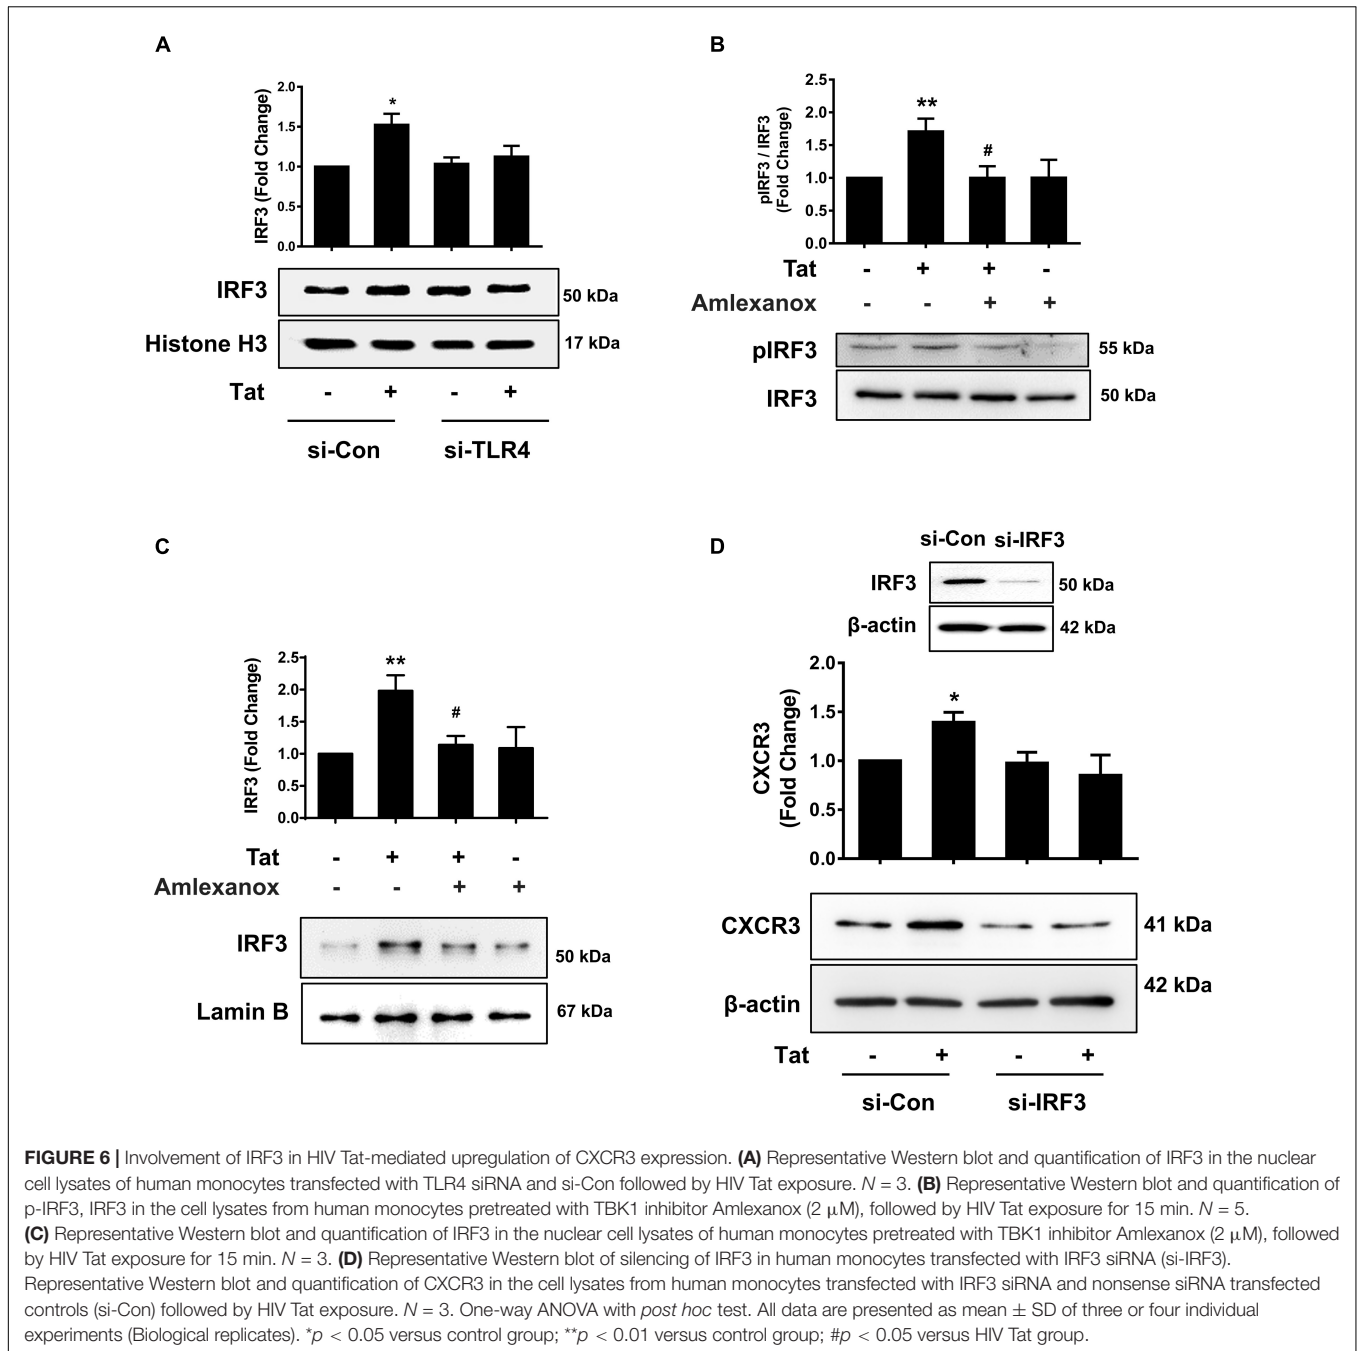 A
IRF3 (Fold Change)
2.0
1.5
1.0
0.5
0.0
*
IRF3
50 kDa
Histone H3
17 kDa
Tat - + - +
si-Con si-TLR4
B
pIRF3 / IRF3
(Fold Change)
2.5
2.0
1.5
1.0
0.5
0.0
**
#
Tat - + + -
Amlexanox - - + +
pIRF3
55 kDa
IRF3
50 kDa
C
IRF3 (Fold Change)
2.5
2.0
1.5
1.0
0.5
0.0
**
#
Tat - + + -
Amlexanox - - + +
IRF3
50 kDa
Lamin B
67 kDa
D
si-Con si-IRF3
IRF3
50 kDa
β-actin
42 kDa
CXCR3
(Fold Change)
2.0
1.5
1.0
0.5
0.0
*
CXCR3
41 kDa
β-actin
42 kDa
Tat - + - +
si-Con si-IRF3
FIGURE 6 | Involvement of IRF3 in HIV Tat-mediated upregulation of CXCR3 expression. (A) Representative Western blot and quantification of IRF3 in the nuclear
cell lysates of human monocytes transfected with TLR4 siRNA and si-Con followed by HIV Tat exposure. N = 3. (B) Representative Western blot and quantification of
p-IRF3, IRF3 in the cell lysates from human monocytes pretreated with TBK1 inhibitor Amlexanox (2 μM), followed by HIV Tat exposure for 15 min. N = 5.
(C) Representative Western blot and quantification of IRF3 in the nuclear cell lysates of human monocytes pretreated with TBK1 inhibitor Amlexanox (2 μM), followed
by HIV Tat exposure for 15 min. N = 3. (D) Representative Western blot of silencing of IRF3 in human monocytes transfected with IRF3 siRNA (si-IRF3).
Representative Western blot and quantification of CXCR3 in the cell lysates from human monocytes transfected with IRF3 siRNA and nonsense siRNA transfected
controls (si-Con) followed by HIV Tat exposure. N = 3. One-way ANOVA with post hoc test. All data are presented as mean ± SD of three or four individual
experiments (Biological replicates). *p < 0.05 versus control group; **p < 0.01 versus control group; #p < 0.05 versus HIV Tat group.